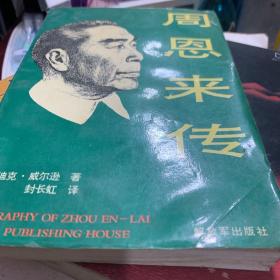 周恩来传
迪克·威尔逊 著
封长虹 译
RAPHY OF ZHOU EN-LAI
PUBLISHING HOUSE
解放军出版社